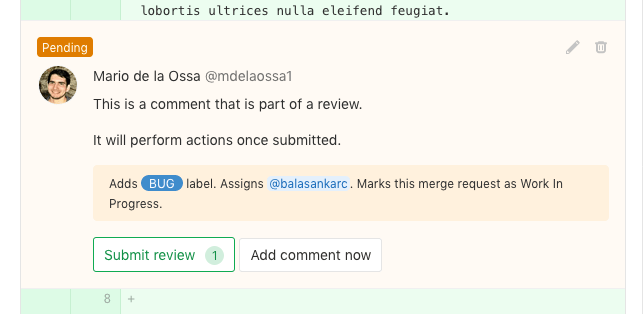 lobortis ultrices nulla eleifend feugiat.
Pending
Mario de la Ossa @mdelaossa1
This is a comment that is part of a review.
It will perform actions once submitted.
Adds BUG label. Assigns @balasankarc. Marks this merge request as Work In
Progress.
Submit review 1 Add comment now
8 +